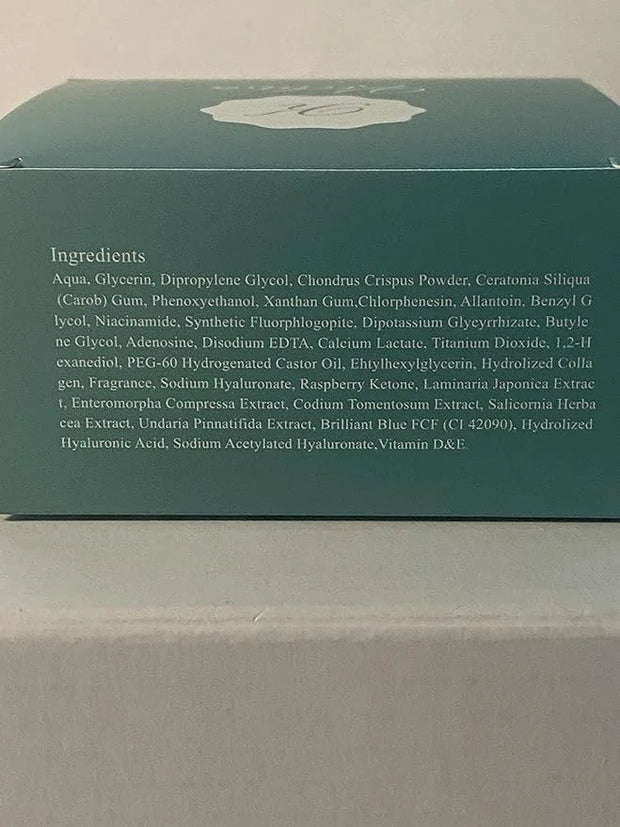 Ingredients
Aqua, Glycerin, Dipropylene Glycol, Chondrus Crispus Powder, Ceratonia Siliqua
(Carob) Gum, Phenoxyethanol, Xanthan Gum,Chlorphenesin, Allantoin, Benzyl G
lycol, Niacinamide, Synthetic Fluorphlogopite, Dipotassium Glycyrrhizate, Butyle
ne Glycol, Adenosine, Disodium EDTA, Calcium Lactate, Titanium Dioxide, 1,2-H
exanediol, PEG-60 Hydrogenated Castor Oil, Ehtylhexylglycerin, Hydrolized Colla
gen, Fragrance, Sodium Hyaluronate, Raspberry Ketone, Laminaria Japonica Extrac
t, Enteromorpha Compressa Extract, Codium Tomentosum Extract, Salicornia Herba
cea Extract, Undaria Pinnatifida Extract, Brilliant Blue FCF (CI 42090), Hydrolized
Hyaluronic Acid, Sodium Acetylated Hyaluronate,Vitamin D&E.